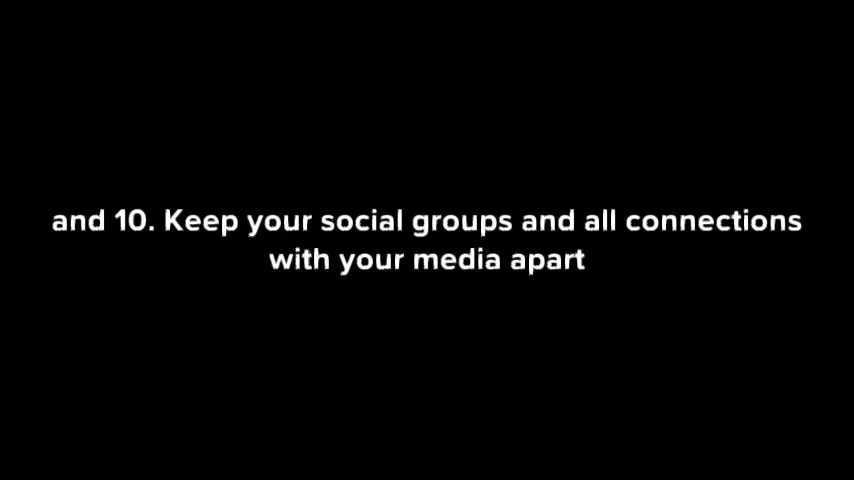 and 10. Keep your social groups and all connections
with your media apart